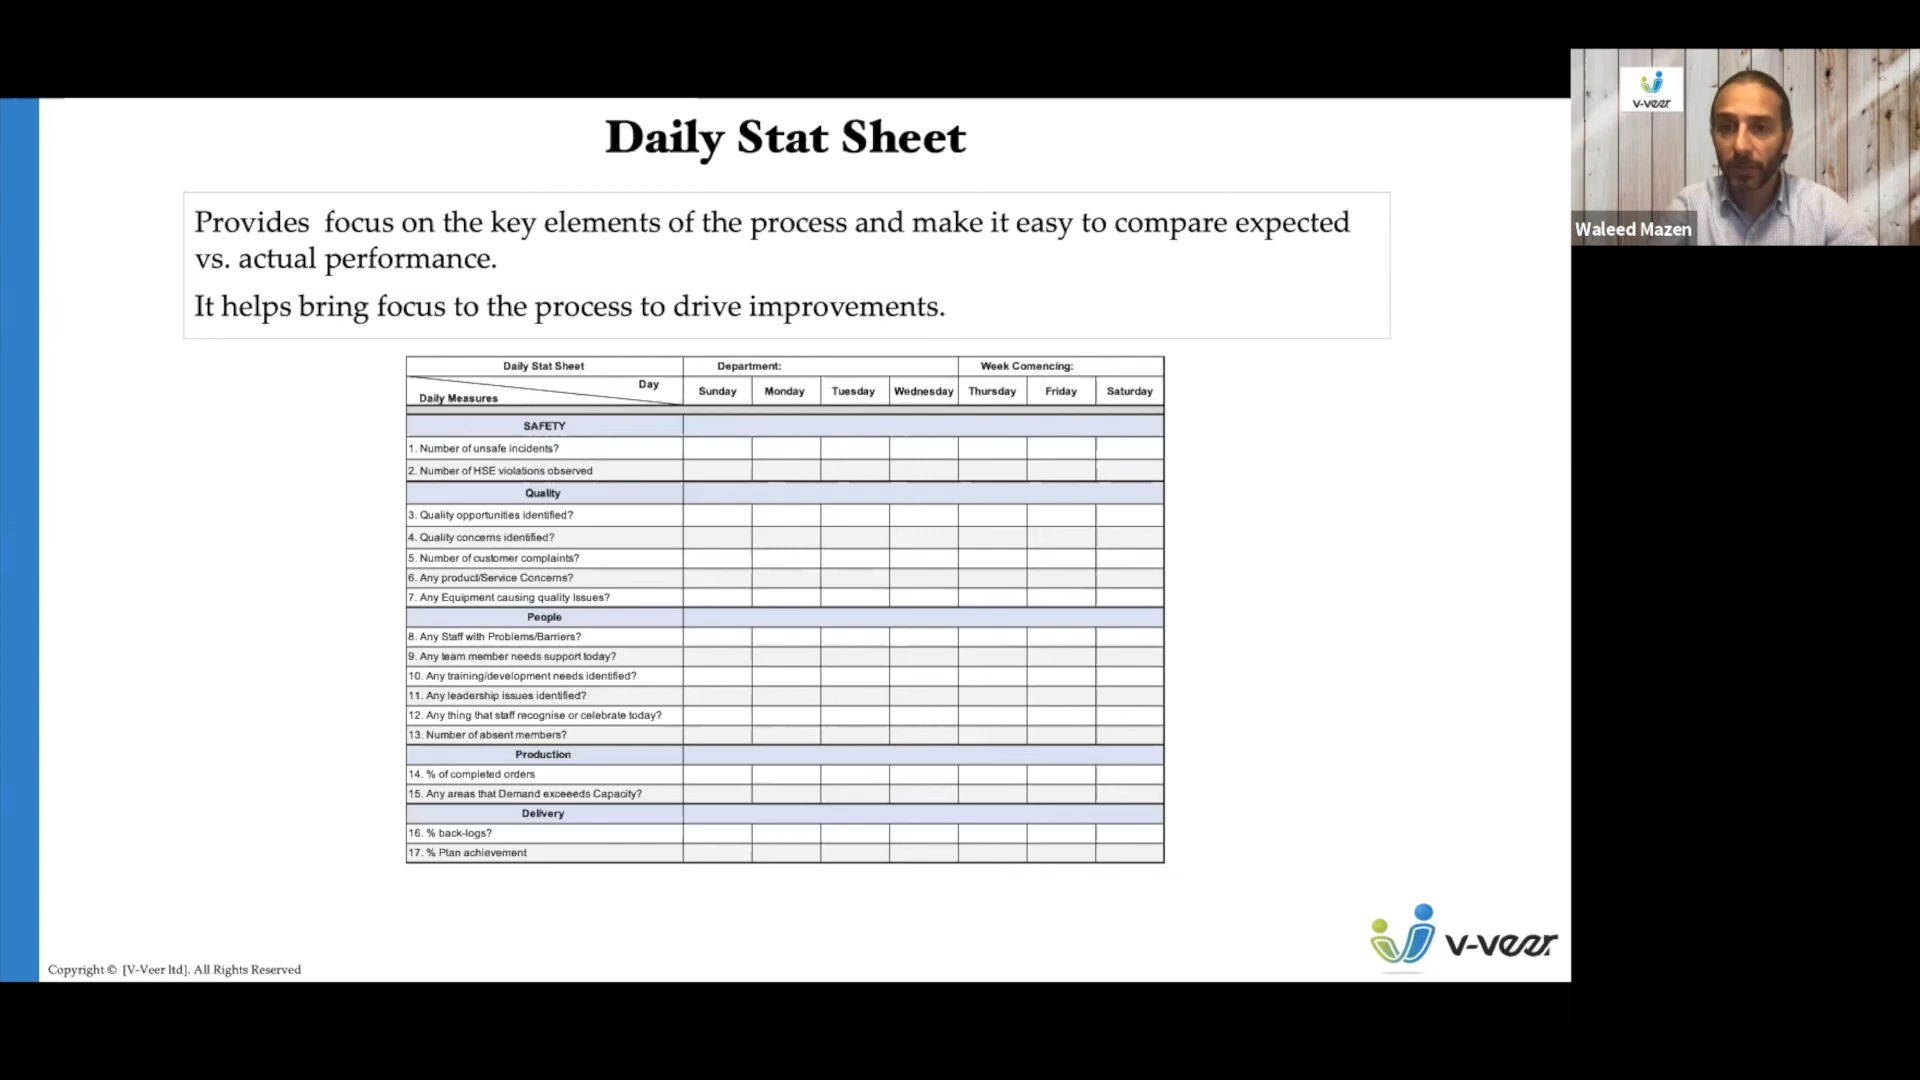 Daily Stat Sheet
Provides focus on the key elements of the process and make it easy to compare expected
vs. actual performance.
It helps bring focus to the process to drive improvements.
Daily Stat Sheet Department: Week Comencing:
Day
Daily Measures
Sunday Monday Tuesday Wednesday Thursday Friday Saturday
SAFETY
1. Number of unsafe incidents?
2. Number of HSE violations observed
Quality
3. Quality opportunities identified?
4. Quality concerns identified?
5. Number of customer complaints?
6. Any product/Service Concerns?
7. Any Equipment causing quality Issues?
People
8. Any Staff with Problems/Barriers?
9. Any team member needs support today?
10. Any training/development needs identified?
11. Any leadership issues identified?
12. Any thing that staff recognise or celebrate today?
13. Number of absent members?
Production
14. % of completed orders
15. Any areas that Demand exceeeds Capacity?
Delivery
16. % back-logs?
17. % Plan achievement
v-veer
Copyright © [V-Veer ltd]. All Rights Reserved
v-veer
Waleed Mazen